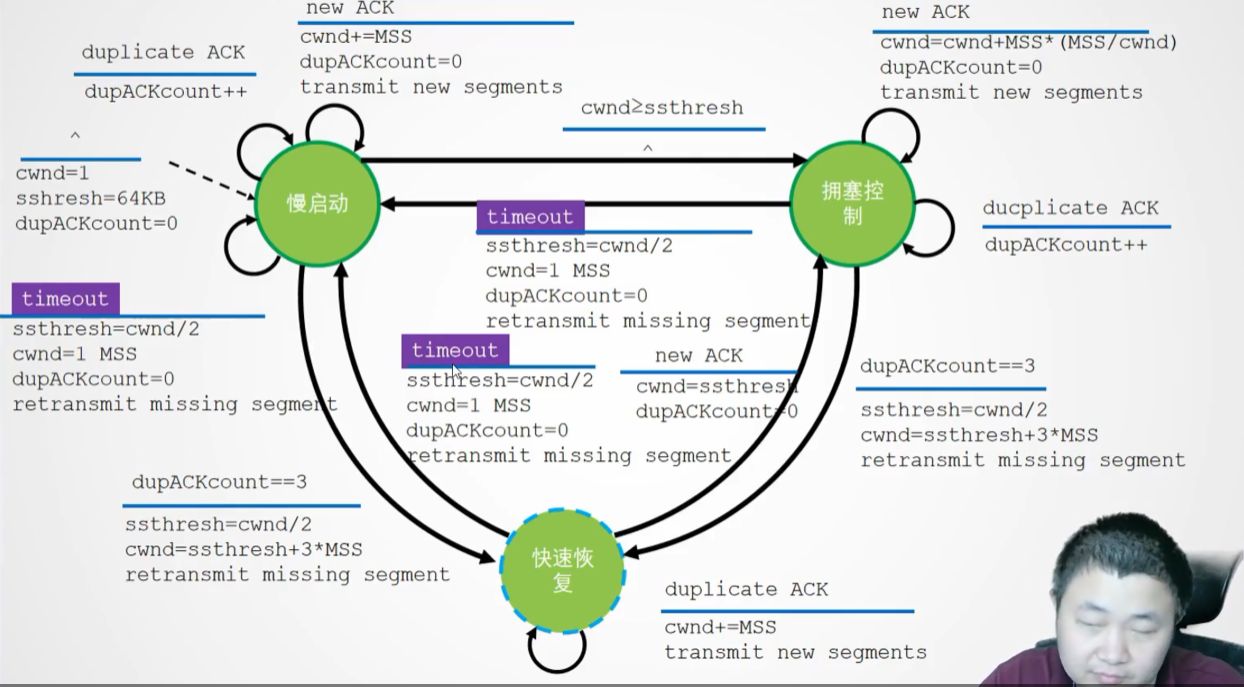 new ACK
cwnd+=MSS
dupACKcount=0
transmit new segments
new ACK
cwnd=cwnd+MSS*(MSS/cwnd)
dupACKcount=0
transmit new segments
duplicate ACK
dupACKcount++
cwnd≥ssthresh
^
^
cwnd=1
sshresh=64KB
dupACKcount=0
慢启动
拥塞控
制
ducplicate ACK
dupACKcount++
timeout
ssthresh=cwnd/2
cwnd=1 MSS
dupACKcount=0
retransmit missing segment
timeout
ssthresh=cwnd/2
cwnd=1 MSS
dupACKcount=0
retransmit missing segment
timeout
ssthresh=cwnd/2
cwnd=1 MSS
dupACKcount=0
retransmit missing segment
new ACK
cwnd=ssthresh
dupACKcount=0
dupACKcount==3
ssthresh=cwnd/2
cwnd=ssthresh+3*MSS
retransmit missing segment
dupACKcount==3
ssthresh=cwnd/2
cwnd=ssthresh+3*MSS
retransmit missing segment
快速恢
复
duplicate ACK
cwnd+=MSS
transmit new segments